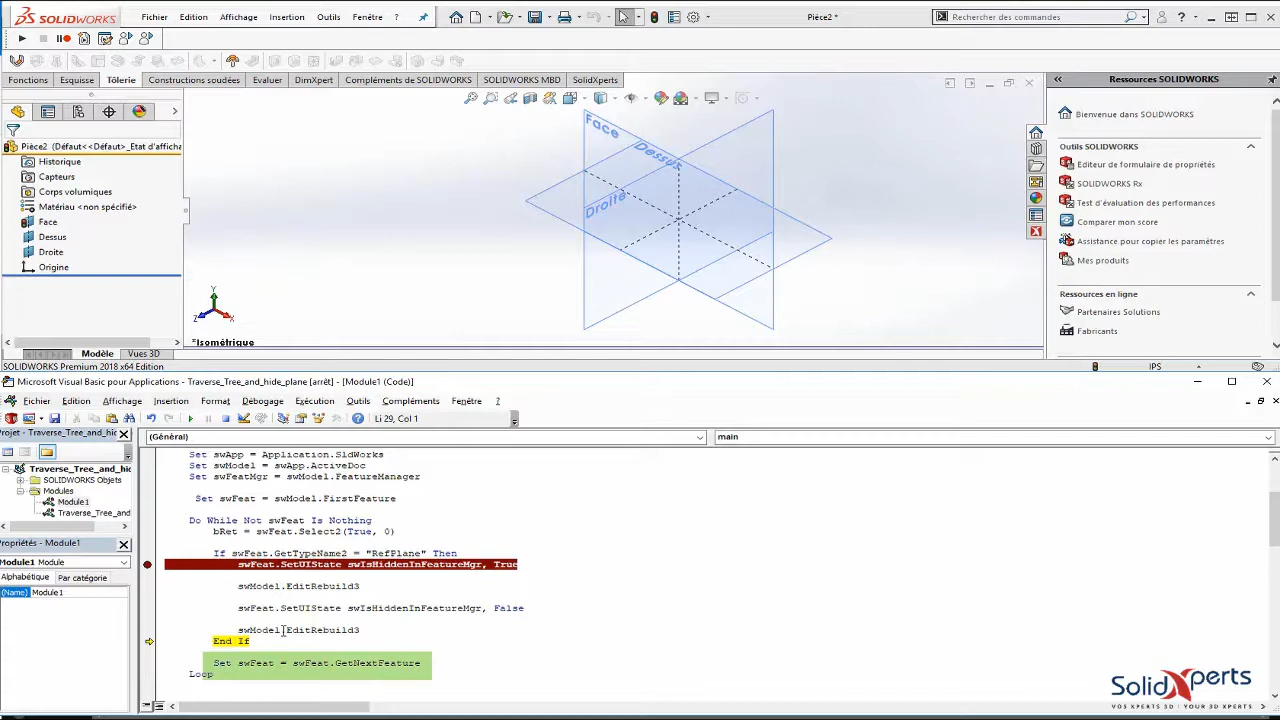 SOLIDWORKS
Fichier Edition Affichage Insertion Outils Fenêtre ?
Pièce2 *
Rechercher des commandes
?
Fonctions Esquisse Tôlerie Constructions soudées Evaluer DimXpert Compléments de SOLIDWORKS SOLIDWORKS MBD SolidXperts
Ressources SOLIDWORKS
Pièce2 (Défaut<<Défaut>_Etat d'afficha
Historique
Capteurs
Corps volumiques
Matériau <non spécifié>
Face
Dessus
Droite
Origine
Face
Dessus
Droite
Y
Z
X
*Isométrique
Bienvenue dans SOLIDWORKS
Outils SOLIDWORKS
Editeur de formulaire de propriétés
SOLIDWORKS Rx
Test d'évaluation des performances
Comparer mon score
Assistance pour copier les paramètres
Mes produits
Ressources en ligne
Partenaires Solutions
Fabricants
Modèle Vues 3D
SOLIDWORKS Premium 2018 x64 Edition
IPS
Microsoft Visual Basic pour Applications - Traverse_Tree_and_hide_plane [arrêt] - [Module1 (Code)]
Fichier Edition Affichage Insertion Format Débogage Exécution Outils Compléments Fenêtre ?
Li 29, Col 1
Projet - Traverse_Tree_and_hide
(Général)
main
Traverse_Tree_and_hid
SOLIDWORKS Objets
Modules
Module1
Traverse_Tree_and
Propriétés - Module1
Module1 Module
Alphabétique Par catégorie
(Name) Module1
Set swApp = Application.SldWorks
Set swModel = swApp.ActiveDoc
Set swFeatMgr = swModel.FeatureManager
Set swFeat = swModel.FirstFeature
Do While Not swFeat Is Nothing
bRet = swFeat.Select2(True, 0)
If swFeat.GetTypeName2 = "RefPlane" Then
swFeat.SetUIState swIsHiddenInFeatureMgr, True
swModel.EditRebuild3
swFeat.SetUIState swIsHiddenInFeatureMgr, False
swModel.EditRebuild3
End If
Set swFeat = swFeat.GetNextFeature
Loop
SolidXperts
VOS XPERTS 3D | YOUR 3D XPERTS